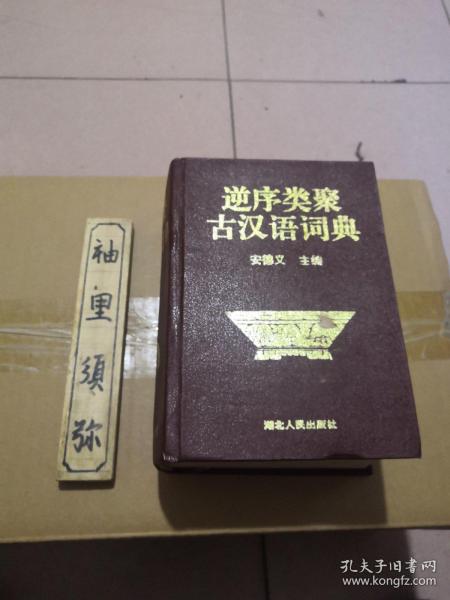 逆序类聚
古汉语词典
安德义 主编
湖北人民出版社
袖里須弥
孔夫子旧书网
www.kongfz.com